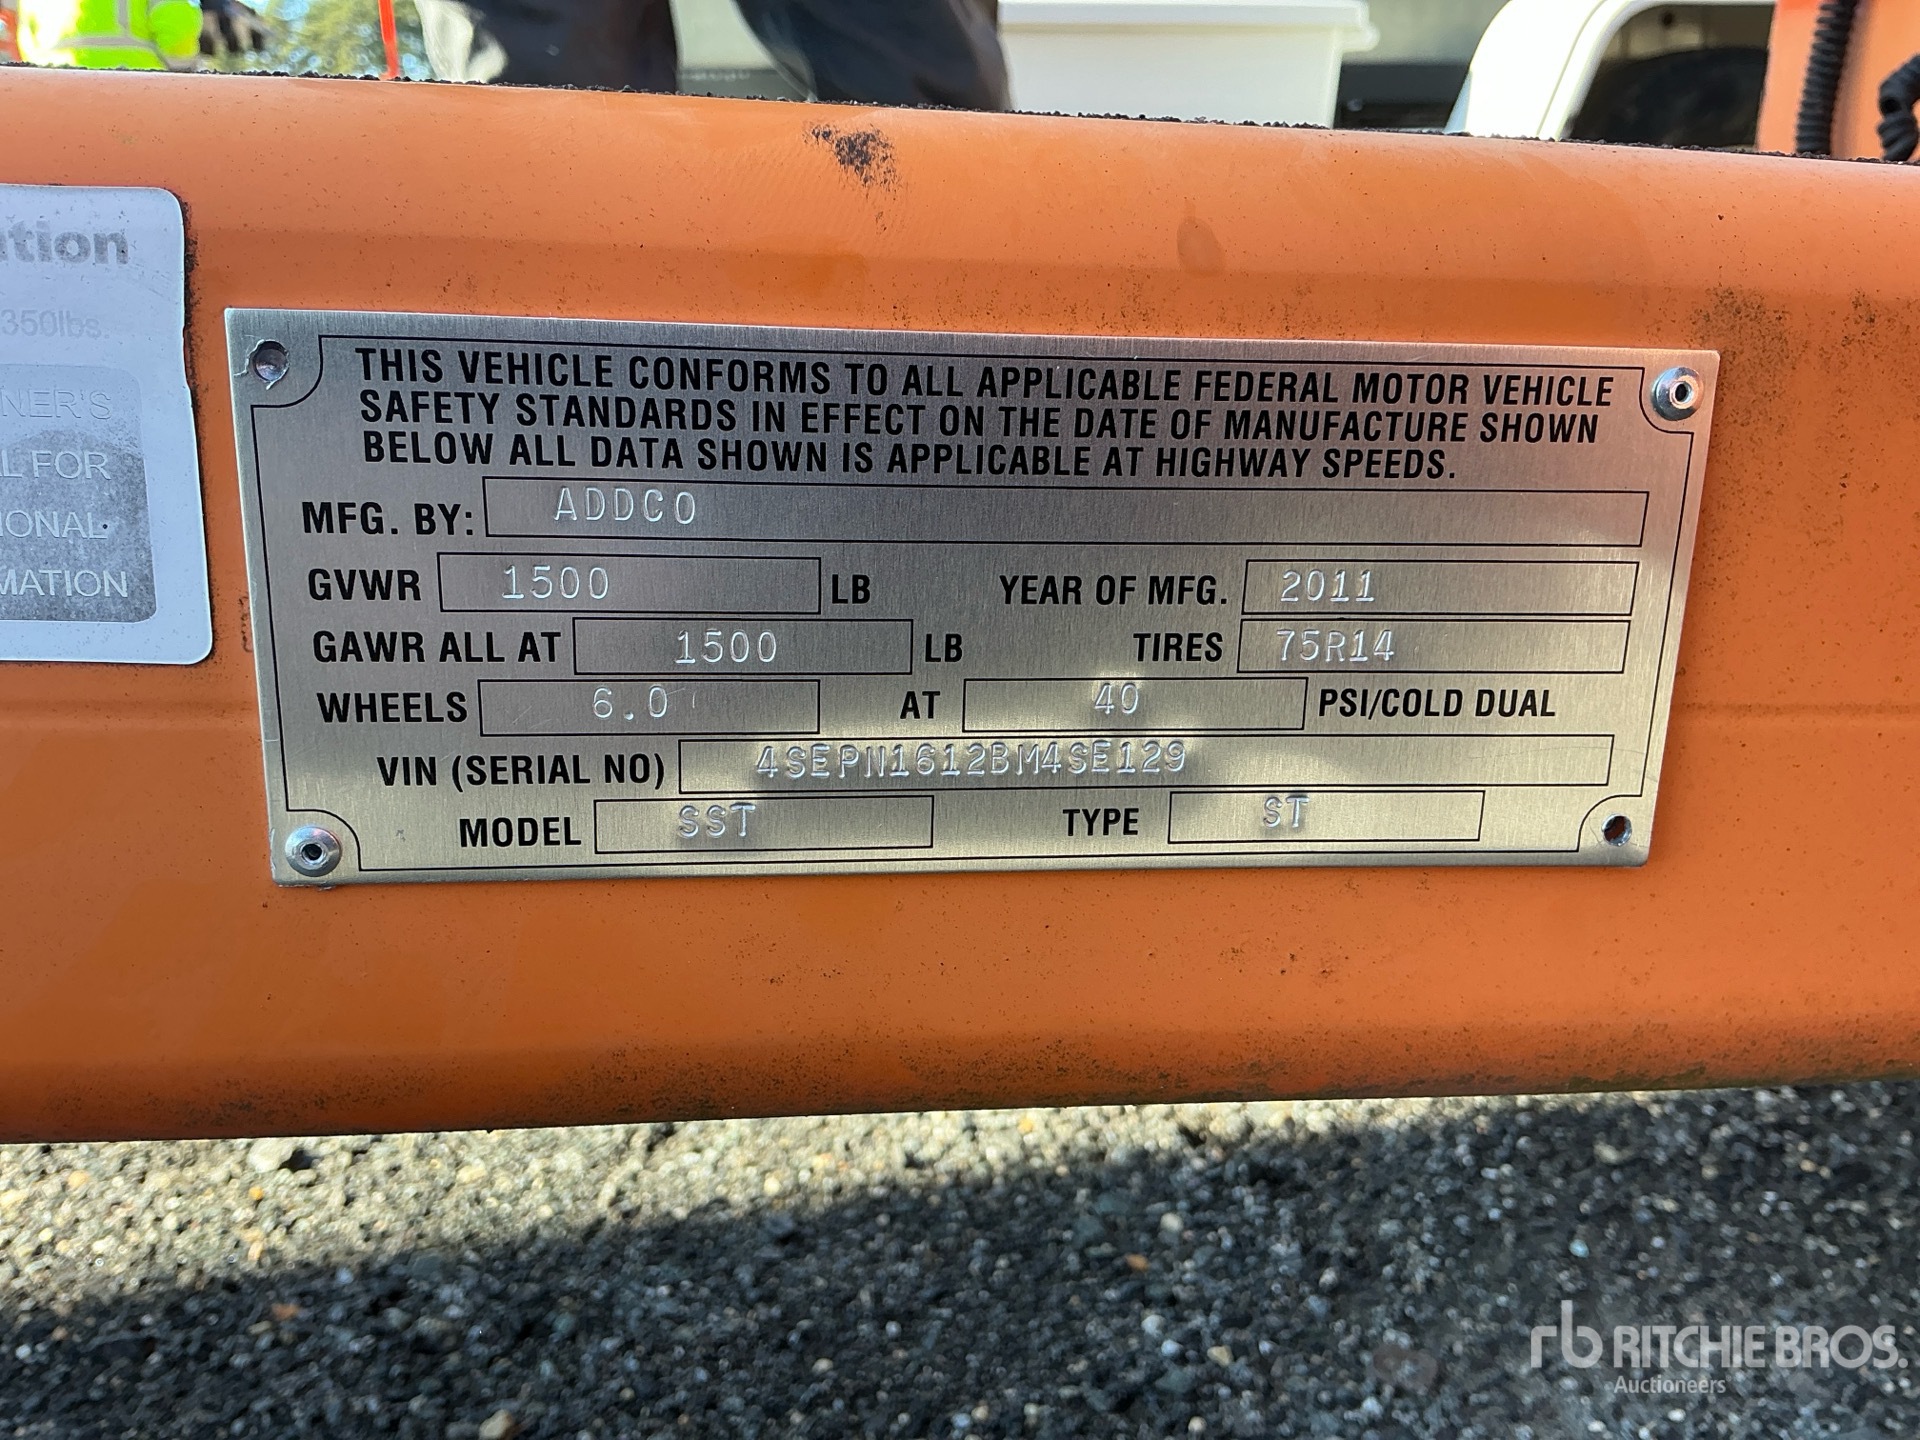 ation
350lbs.
NER'S
L FOR
IONAL
MATION
THIS VEHICLE CONFORMS TO ALL APPLICABLE FEDERAL MOTOR VEHICLE
SAFETY STANDARDS IN EFFECT ON THE DATE OF MANUFACTURE SHOWN
BELOW ALL DATA SHOWN IS APPLICABLE AT HIGHWAY SPEEDS.
MFG. BY: ADDCO
GVWR 1500 LB YEAR OF MFG. 2011
GAWR ALL AT 1500 LB TIRES 75R14
WHEELS 6.0 AT 40 PSI/COLD DUAL
VIN (SERIAL NO) 4SEPN1612BM4SE129
MODEL SST TYPE ST
rb RITCHIE BROS.
Auctioneers